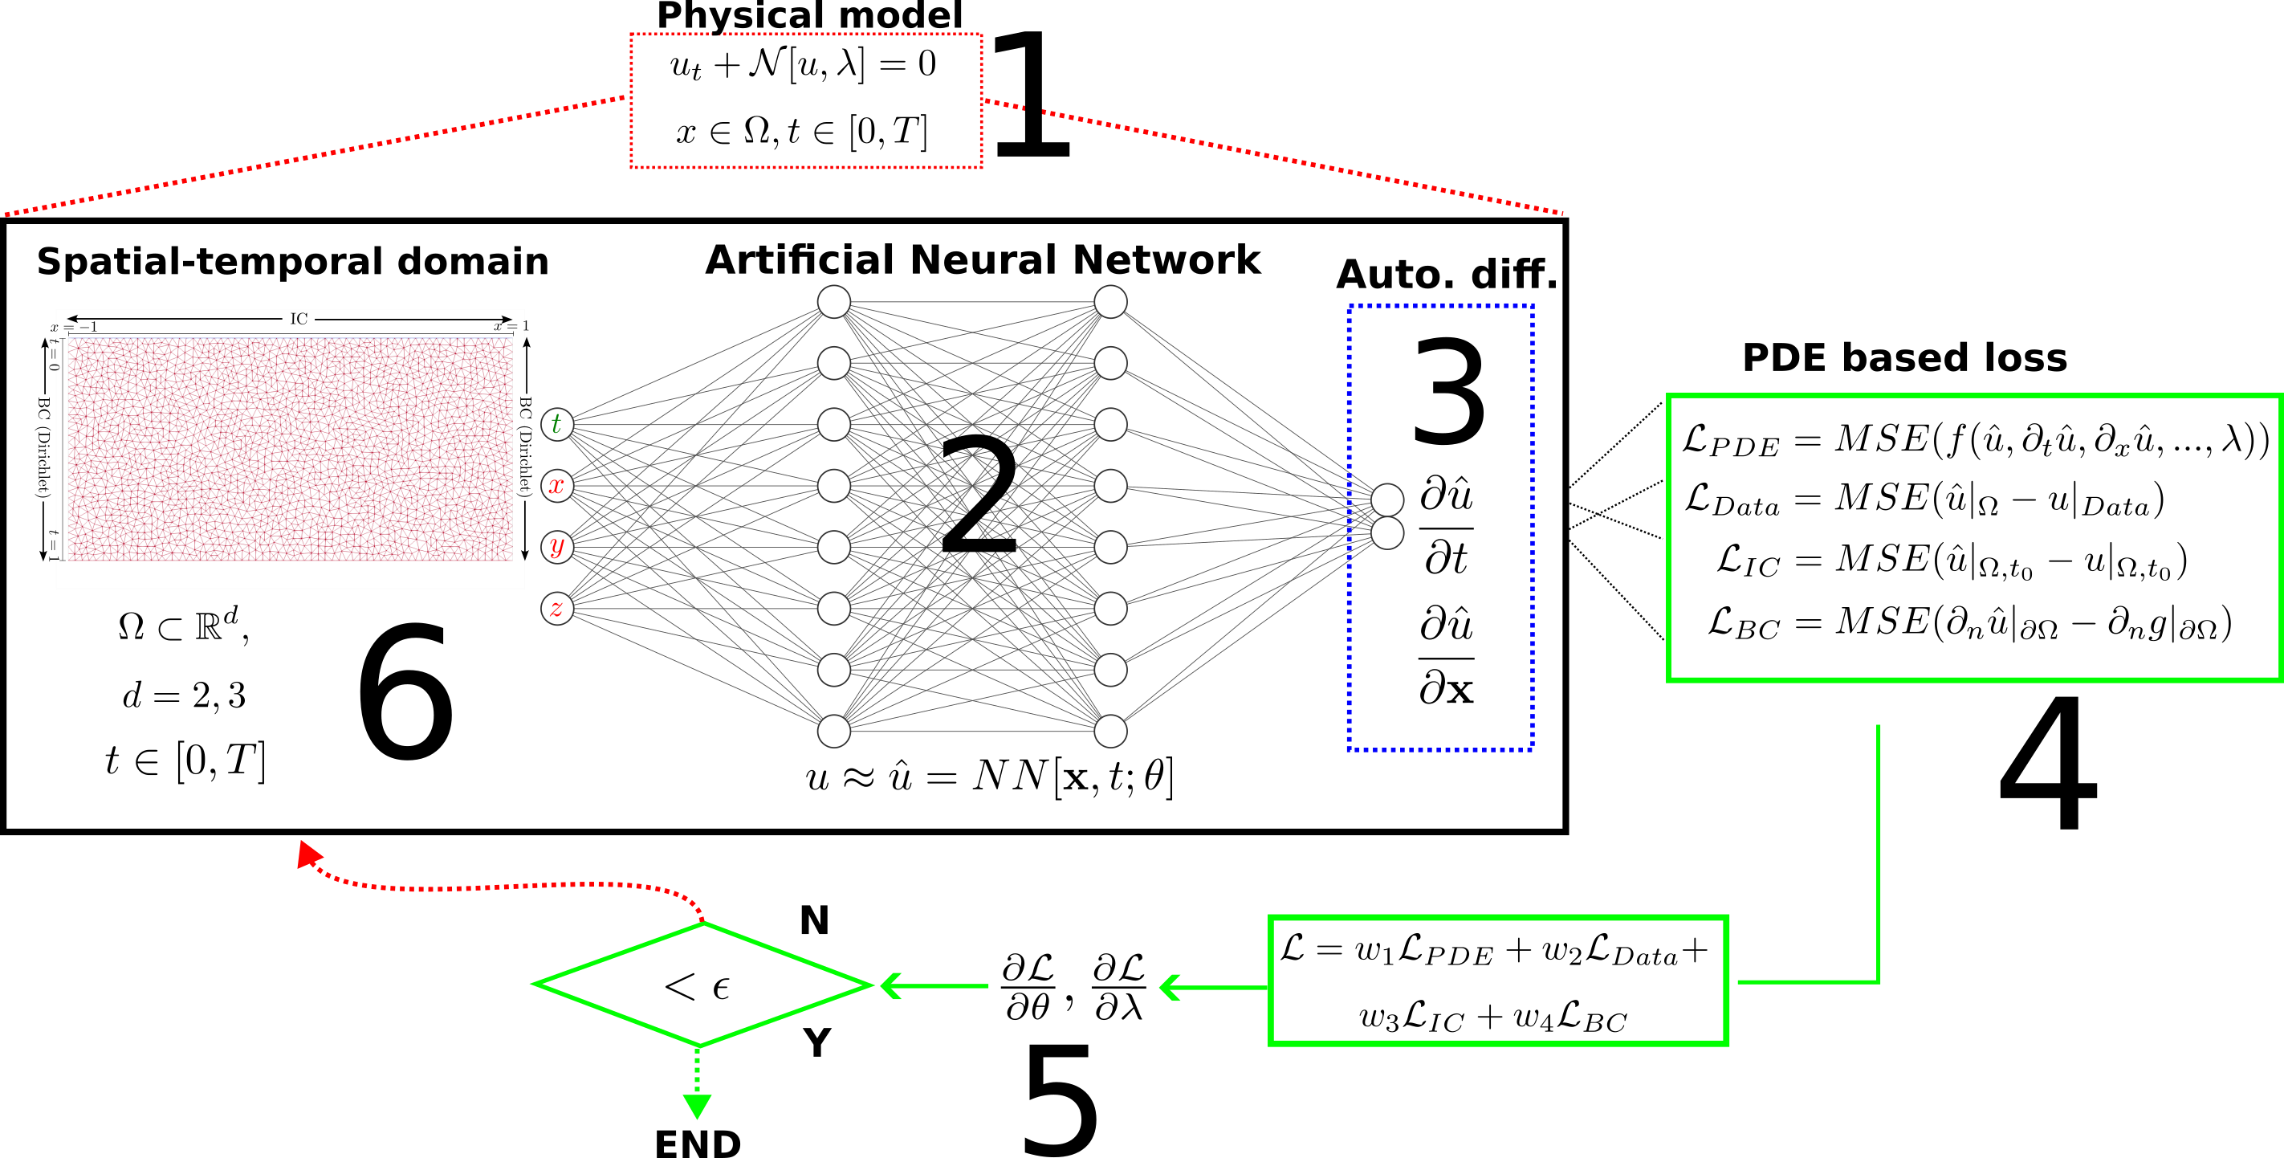 Physical model
u_t + 𝒩[u, λ] = 0
x ∈ Ω, t ∈ [0, T]
1
Spatial-temporal domain
Artificial Neural Network
Auto. diff.
IC
x = −1
x = 1
t = 0
BC (Dirichlet)
t = 1
BC (Dirichlet)
t
x
y
z
2
3
∂û/∂t
∂û/∂𝐱
Ω ⊂ ℝ^d,
d = 2, 3
t ∈ [0, T]
6
u ≈ û = NN[𝐱, t; θ]
PDE based loss
ℒ_PDE = MSE(f(û, ∂_t û, ∂_x û, ..., λ))
ℒ_Data = MSE(û|_Ω − u|_Data)
ℒ_IC = MSE(û|_Ω,t₀ − u|_Ω,t₀)
ℒ_BC = MSE(∂_n û|_∂Ω − ∂_n g|_∂Ω)
4
ℒ = w₁ℒ_PDE + w₂ℒ_Data+
w₃ℒ_IC + w₄ℒ_BC
∂ℒ/∂θ, ∂ℒ/∂λ
5
N
< ϵ
Y
END